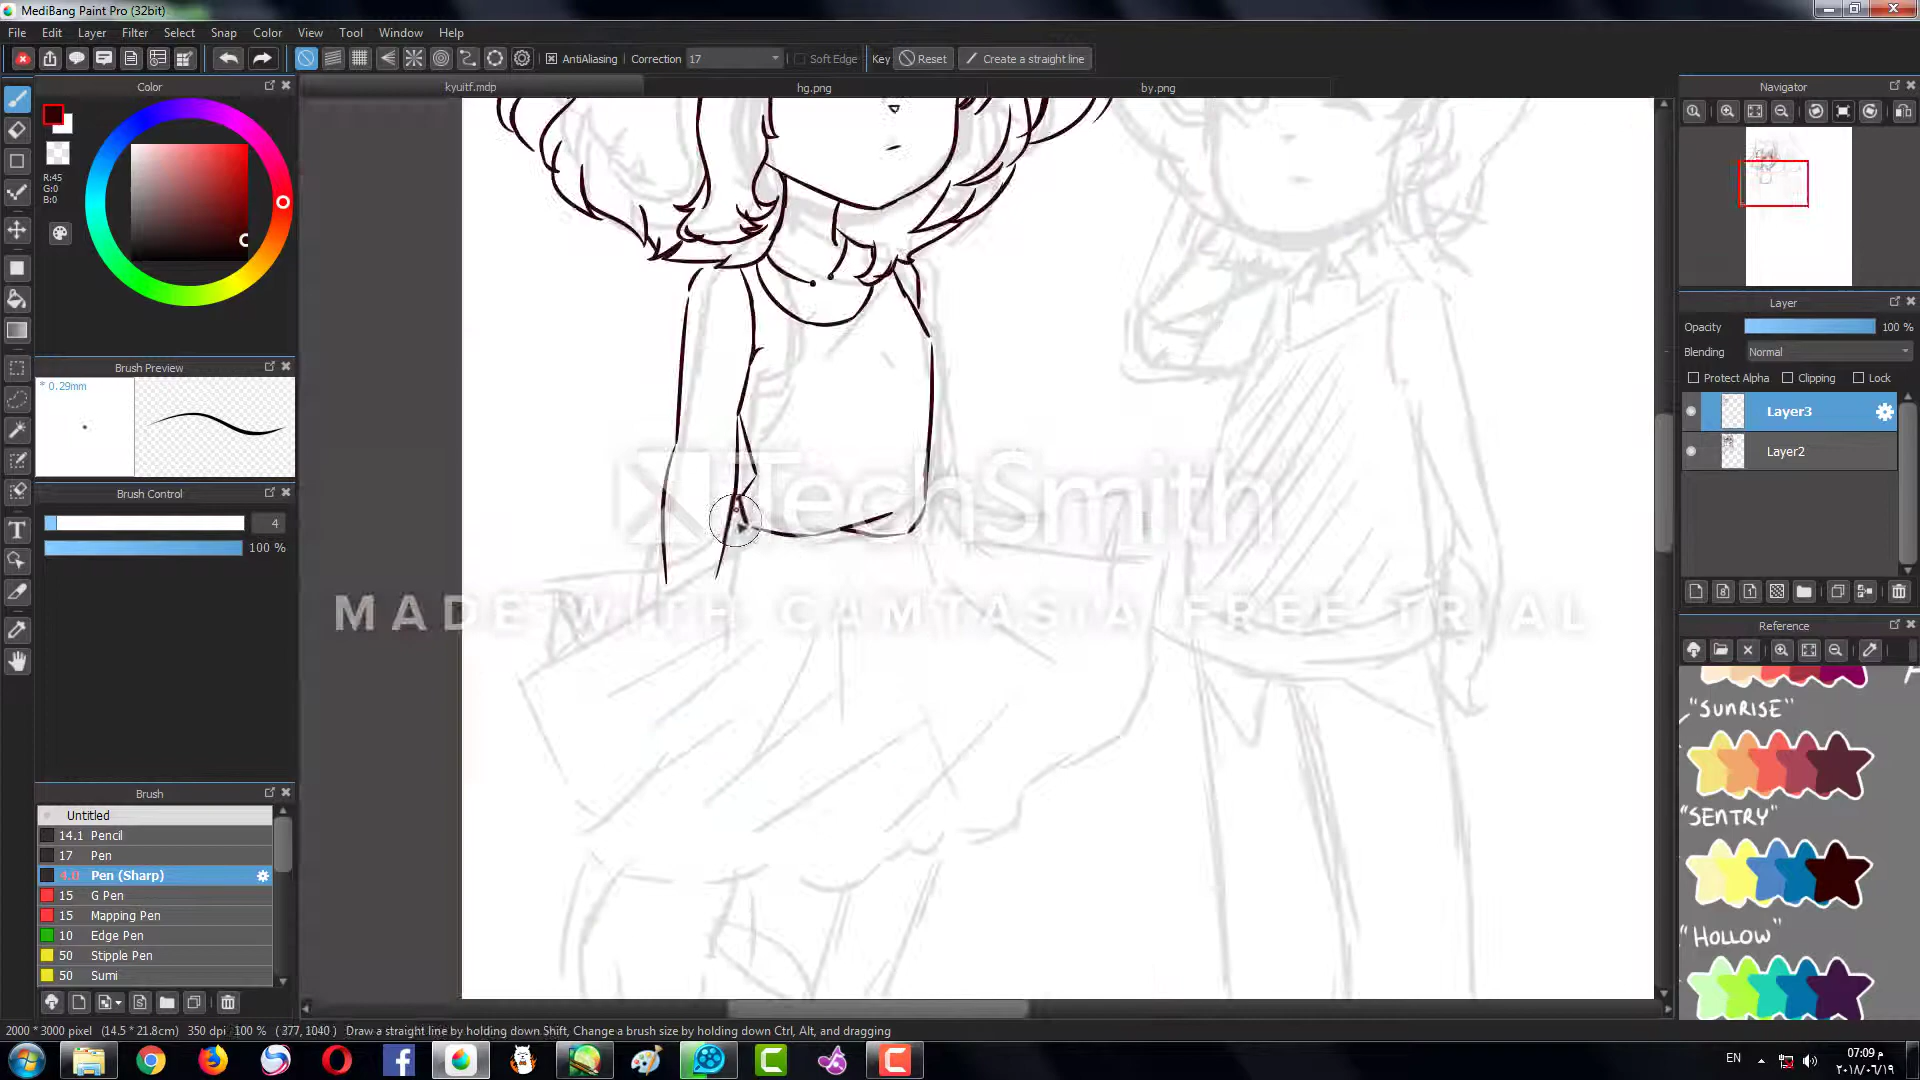 MediBang Paint Pro (32bit)
File Edit Layer Filter Select Snap Color View Tool Window Help
AntiAliasing Correction 17 Soft Edge Key Reset Create a straight line
Color
kyuitf.mdp
hg.png
by.png
Navigator
R:45
G:0
B:0
Layer
Opacity 100 %
Blending Normal
Protect Alpha Clipping Lock
Layer3
Layer2
Brush Preview
* 0.29mm
Brush Control
4
100 %
TechSmith
MADE WITH CAMTASIA FREE TRIAL
Reference
"SUNRISE"
"SENTRY"
"HOLLOW"
Brush
Untitled
14.1 Pencil
17 Pen
4.0 Pen (Sharp)
15 G Pen
15 Mapping Pen
10 Edge Pen
50 Stipple Pen
50 Sumi
2000 * 3000 pixel (14.5 * 21.8cm) 350 dpi 100 % ( 377, 1040 ) Draw a straight line by holding down Shift, Change a brush size by holding down Ctrl, Alt, and dragging
EN
07:09 م
٢٠١٨/٠٦/١٩